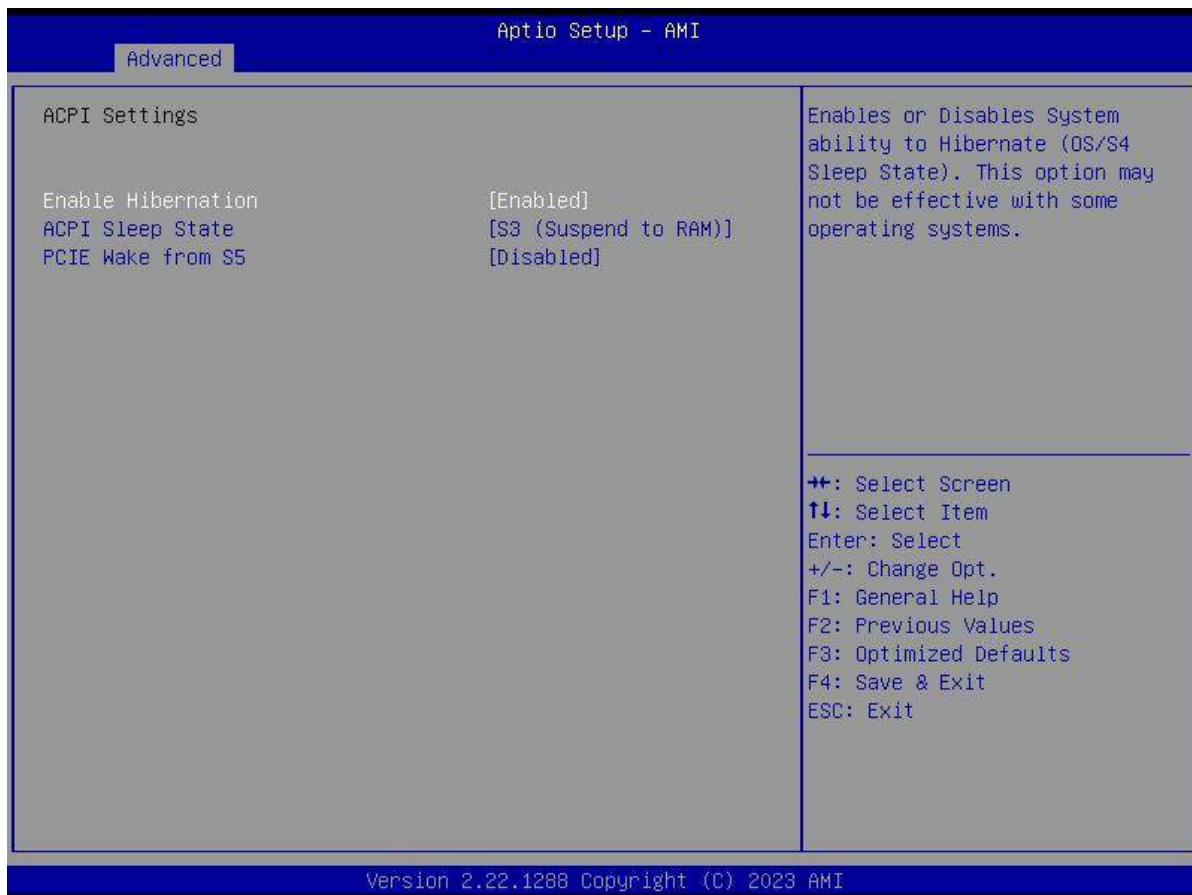 Aptio Setup - AMI
Advanced
ACPI Settings
Enable Hibernation [Enabled]
ACPI Sleep State [S3 (Suspend to RAM)]
PCIE Wake from S5 [Disabled]
Enables or Disables System
ability to Hibernate (OS/S4
Sleep State). This option may
not be effective with some
operating systems.
→←: Select Screen
↑↓: Select Item
Enter: Select
+/-: Change Opt.
F1: General Help
F2: Previous Values
F3: Optimized Defaults
F4: Save & Exit
ESC: Exit
Version 2.22.1288 Copyright (C) 2023 AMI